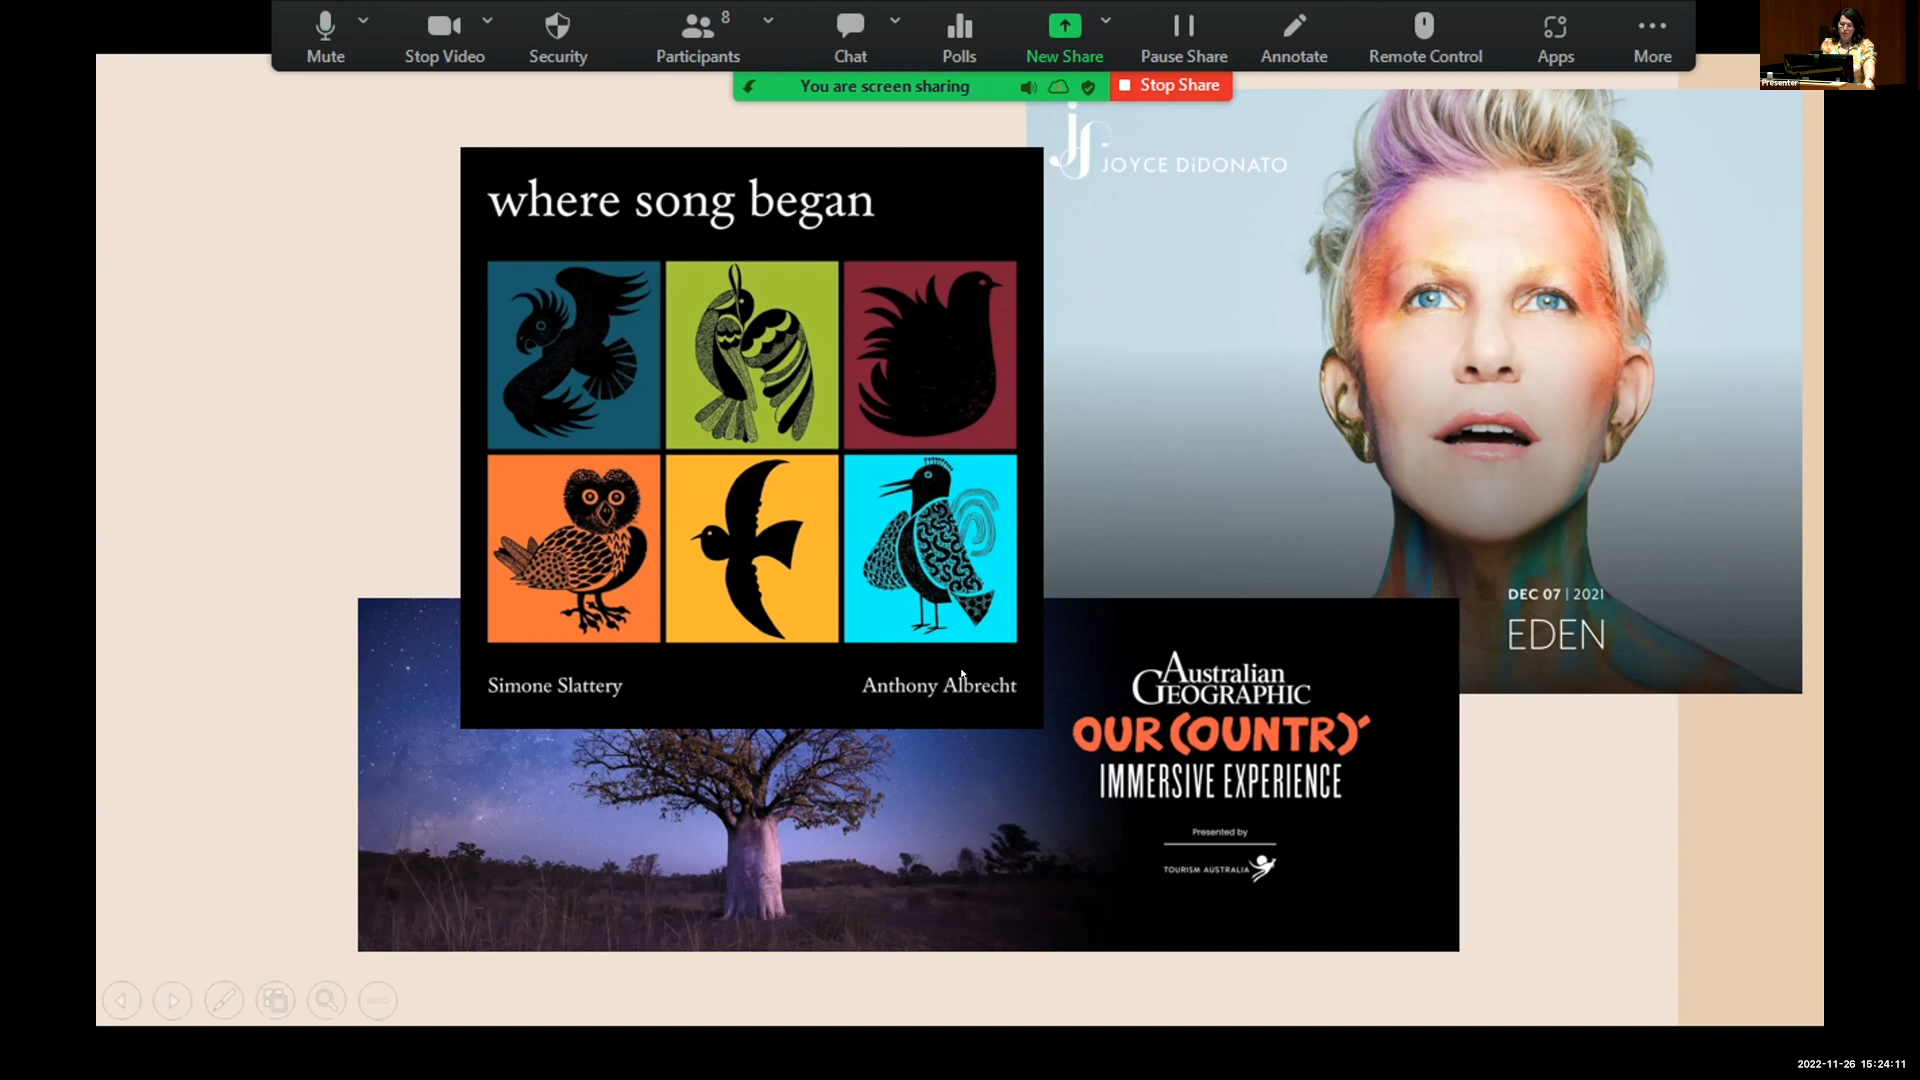 8
Mute
Stop Video
Security
Participants
Chat
Polls
New Share
Pause Share
Annotate
Remote Control
Apps
More
You are screen sharing
Stop Share
Presenter
where song began
Simone Slattery
Anthony Albrecht
JOYCE DiDONATO
DEC 07 | 2021
EDEN
Australian
GEOGRAPHIC
OUR COUNTRY
IMMERSIVE EXPERIENCE
Presented by
TOURISM AUSTRALIA
2022-11-26 15:24:11